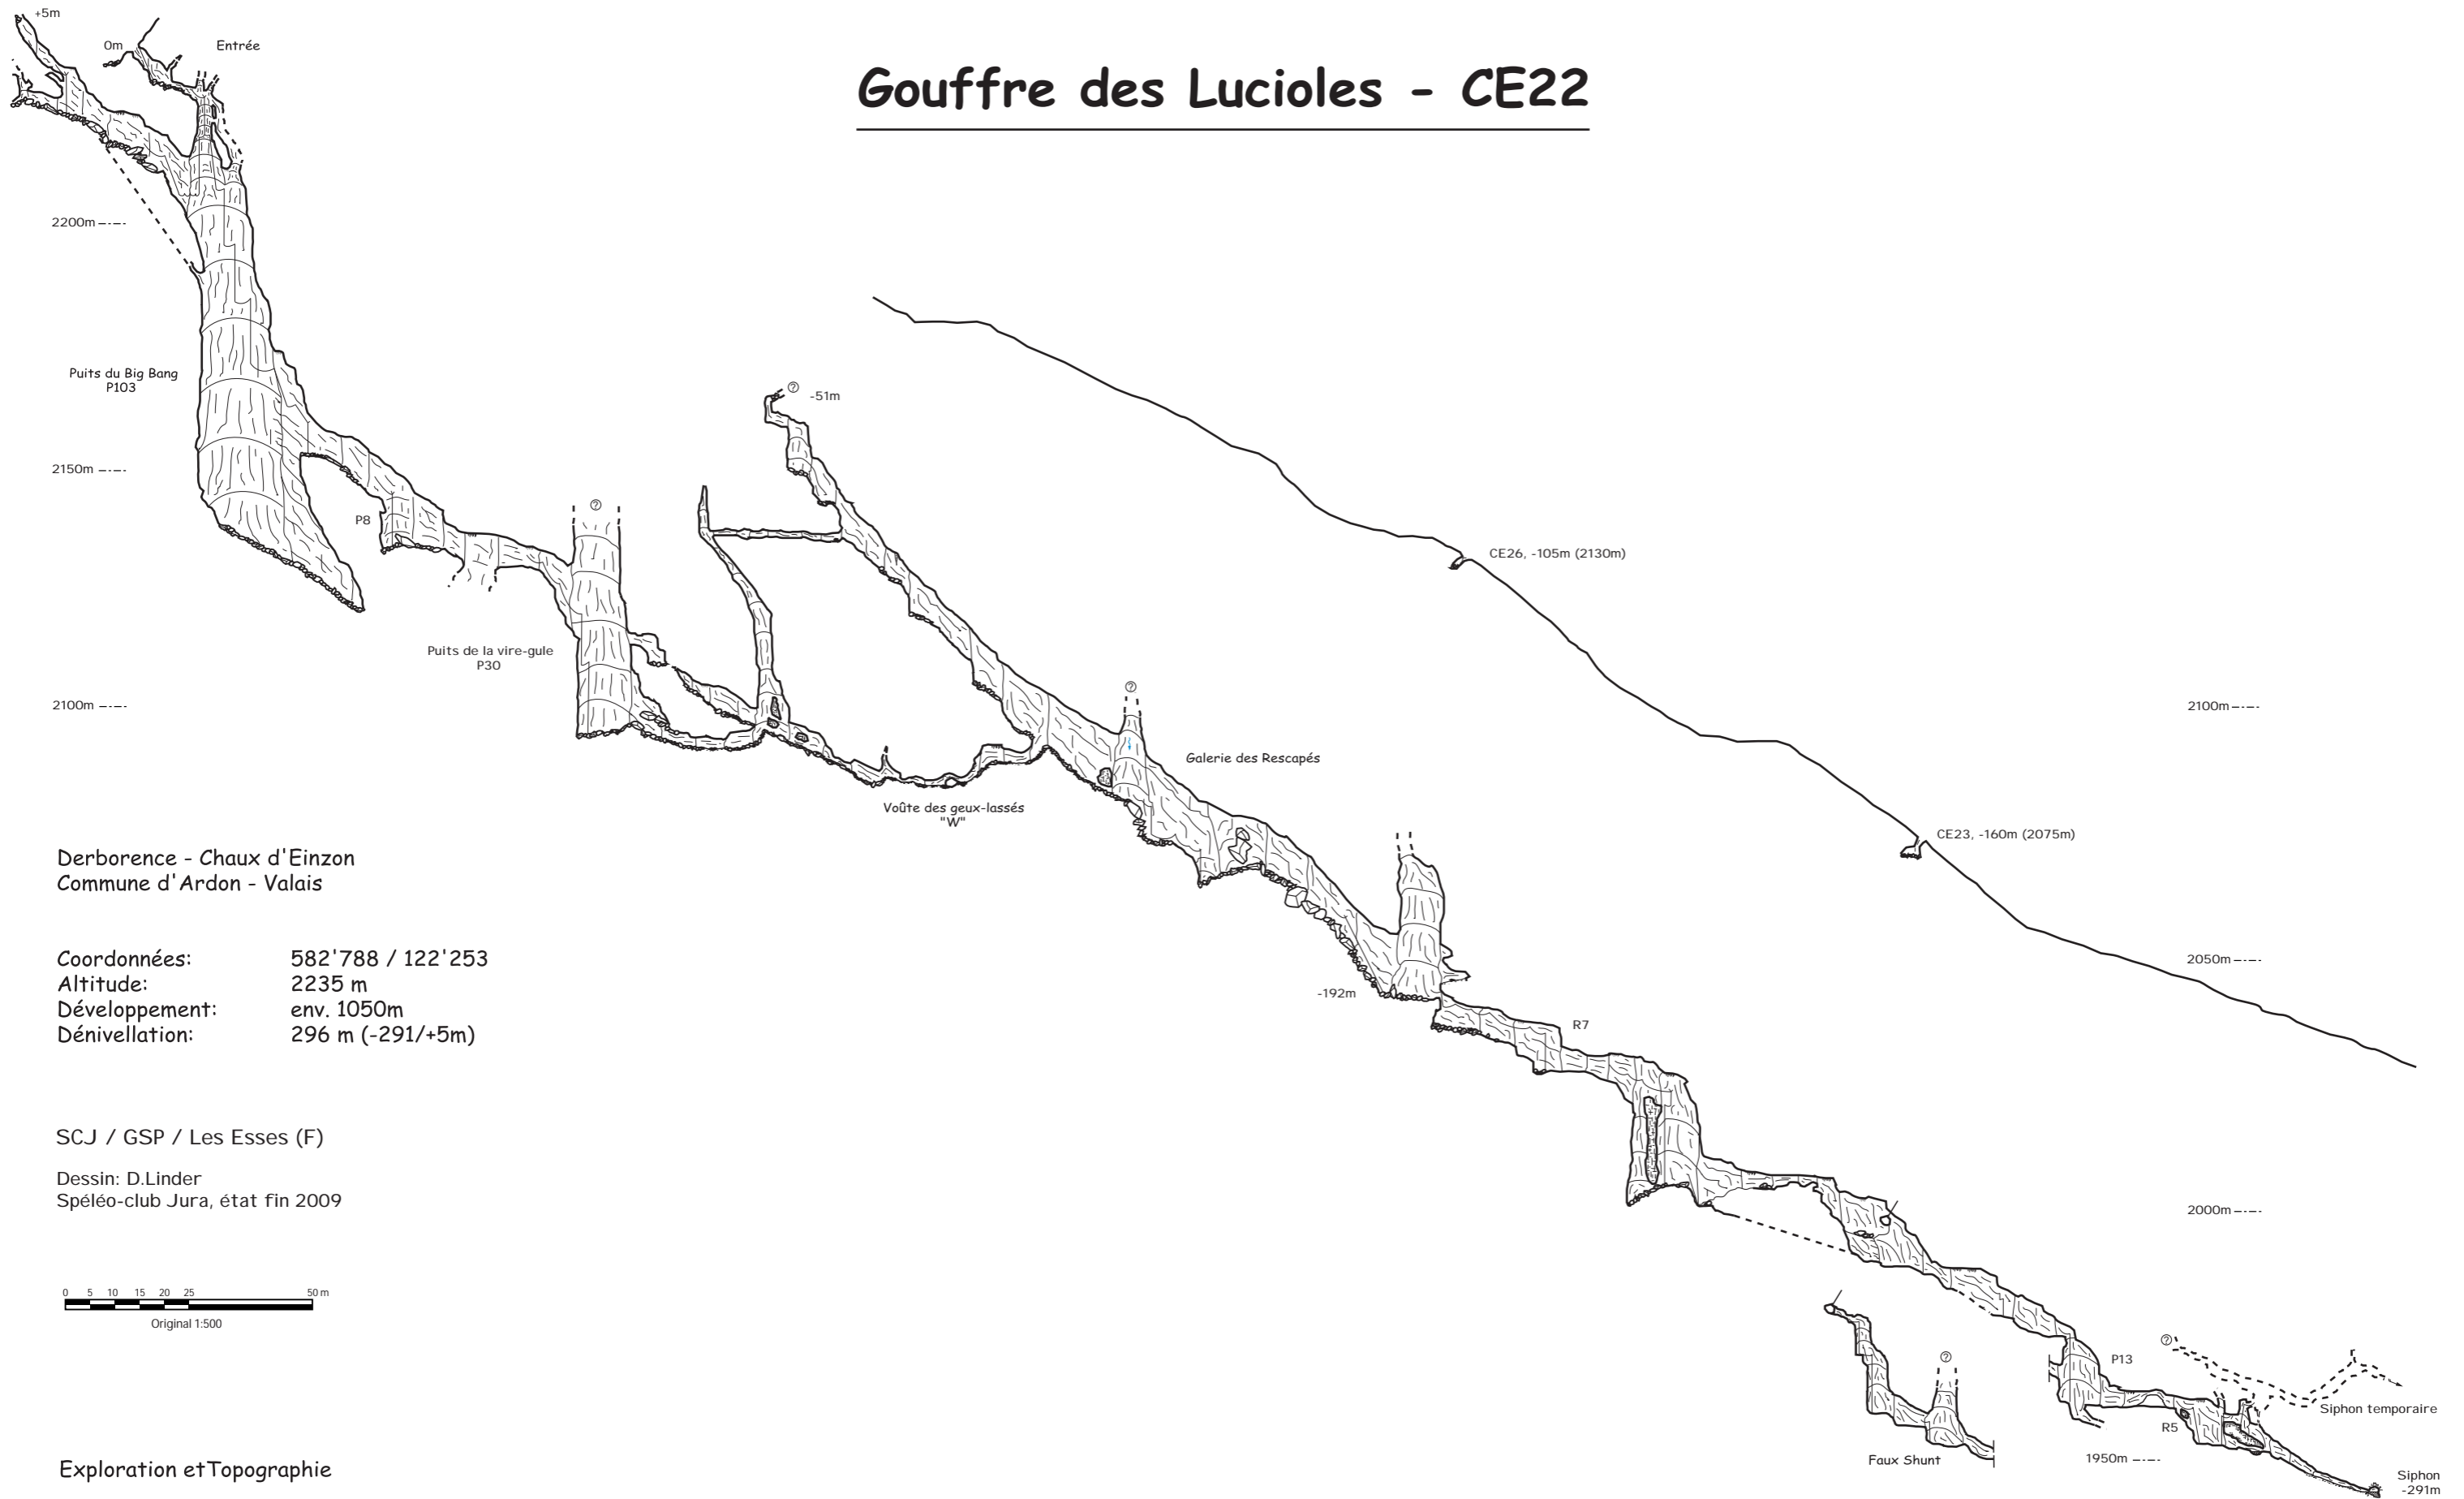 +5m
0m
Entrée
Gouffre des Lucioles - CE22
2200m
Puits du Big Bang
P103
?
-51m
2150m
?
P8
CE26, -105m (2130m)
Puits de la vire-gule
P30
?
2100m
2100m
Galerie des Rescapés
Voûte des geux-lassés
"W"
CE23, -160m (2075m)
Derborence - Chaux d'Einzon
Commune d'Ardon - Valais
Coordonnées: 582'788 / 122'253
Altitude: 2235 m
Développement: env. 1050m
Dénivellation: 296 m (-291/+5m)
2050m
-192m
R7
SCJ / GSP / Les Esses (F)
Dessin: D.Linder
Spéléo-club Jura, état fin 2009
2000m
0 5 10 15 20 25 50 m
Original 1:500
?
P13
?
Siphon temporaire
R5
Faux Shunt
1950m
Exploration etTopographie
Siphon
-291m